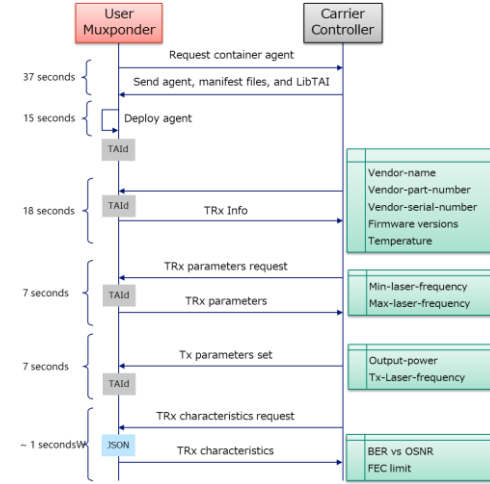 User
Muxponder
Carrier
Controller
Request container agent
37 seconds
Send agent, manifest files, and LibTAI
15 seconds
Deploy agent
TAId
Vendor-name
Vendor-part-number
Vendor-serial-number
Firmware versions
Temperature
18 seconds
TAId
TRx Info
TRx parameters request
7 seconds
TAId
TRx parameters
Min-laser-frequency
Max-laser-frequency
Tx parameters set
7 seconds
TAId
Output-power
Tx-Laser-frequency
TRx characteristics request
~ 1 secondsW
JSON
TRx characteristics
BER vs OSNR
FEC limit